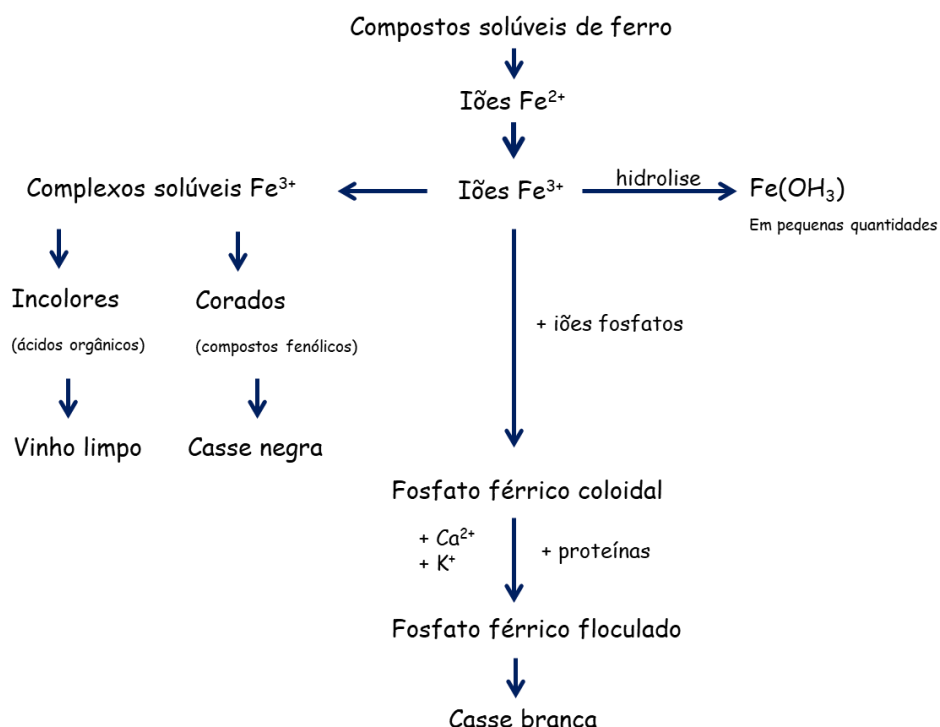 Compostos solúveis de ferro
Iões Fe²⁺
Complexos solúveis Fe³⁺
Iões Fe³⁺
hidrolise
Fe(OH₃)
Em pequenas quantidades
Incolores
(ácidos orgânicos)
Corados
(compostos fenólicos)
+ iões fosfatos
Vinho limpo
Casse negra
Fosfato férrico coloidal
+ Ca²⁺
+ K⁺
+ proteínas
Fosfato férrico floculado
Casse branca